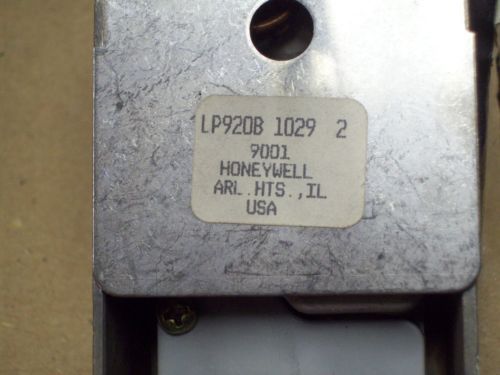 LP920B 1029 2
9001
HONEYWELL
ARL.HTS.,IL
USA